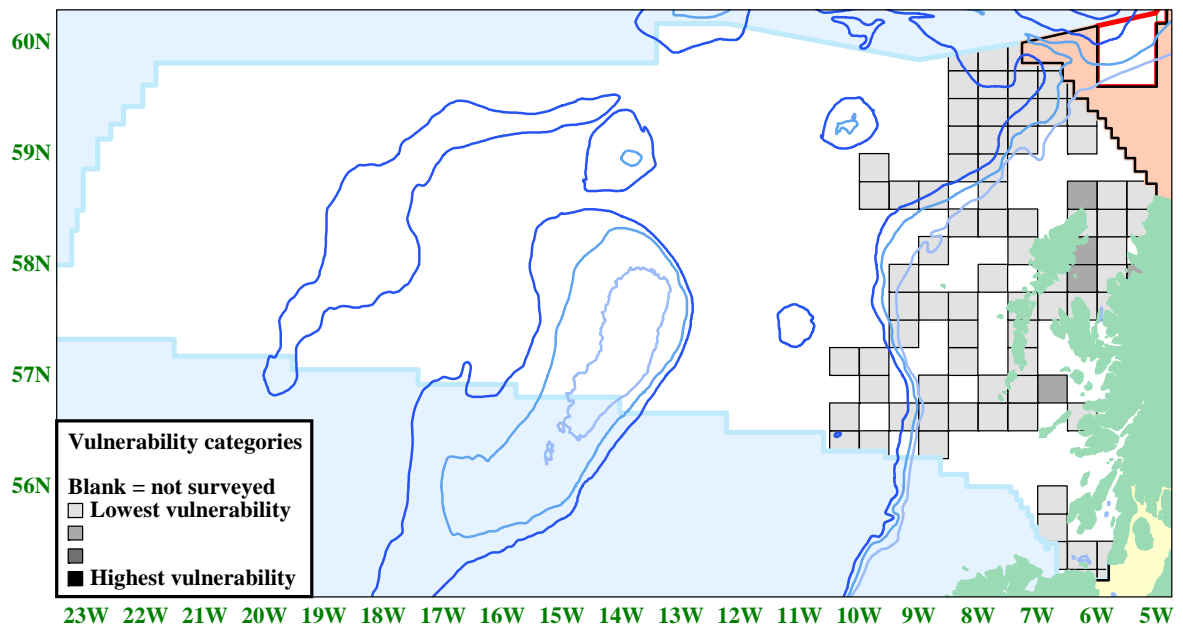 60N
59N
58N
57N
56N
Vulnerability categories
Blank = not surveyed
Lowest vulnerability
Highest vulnerability
23W 22W 21W 20W 19W 18W 17W 16W 15W 14W 13W 12W 11W 10W 9W 8W 7W 6W 5W